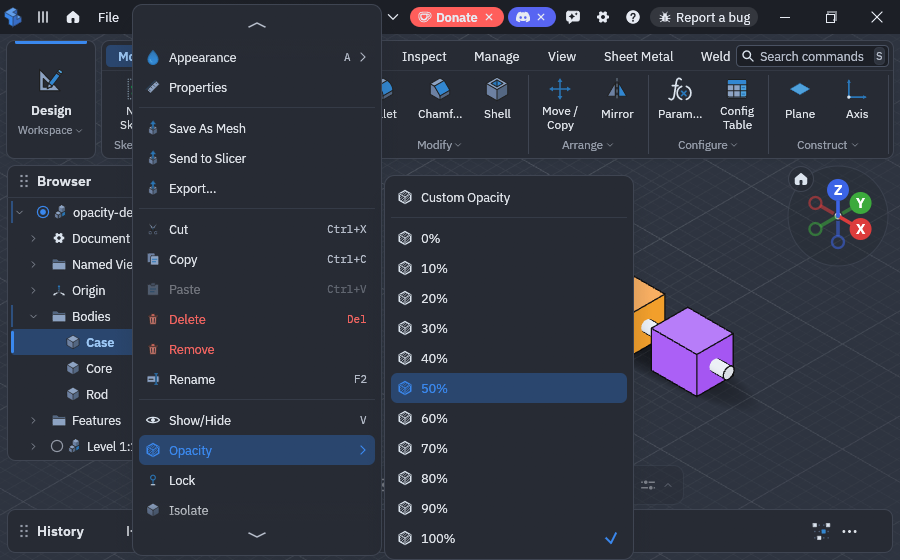 File
Donate
Report a bug
Inspect
Manage
View
Sheet Metal
Weld
Search commands
S
Design
Workspace
Chamf...
Shell
Modify
Move / Copy
Mirror
Arrange
Param...
Config Table
Configure
Plane
Axis
Construct
Browser
Document
Origin
Bodies
Case
Core
Rod
Features
History
Appearance A
Properties
Save As Mesh
Send to Slicer
Export...
Cut Ctrl+X
Copy Ctrl+C
Paste Ctrl+V
Delete Del
Remove
Rename F2
Show/Hide V
Opacity
Lock
Isolate
Custom Opacity
0%
10%
20%
30%
40%
50%
60%
70%
80%
90%
100%
Z
Y
X